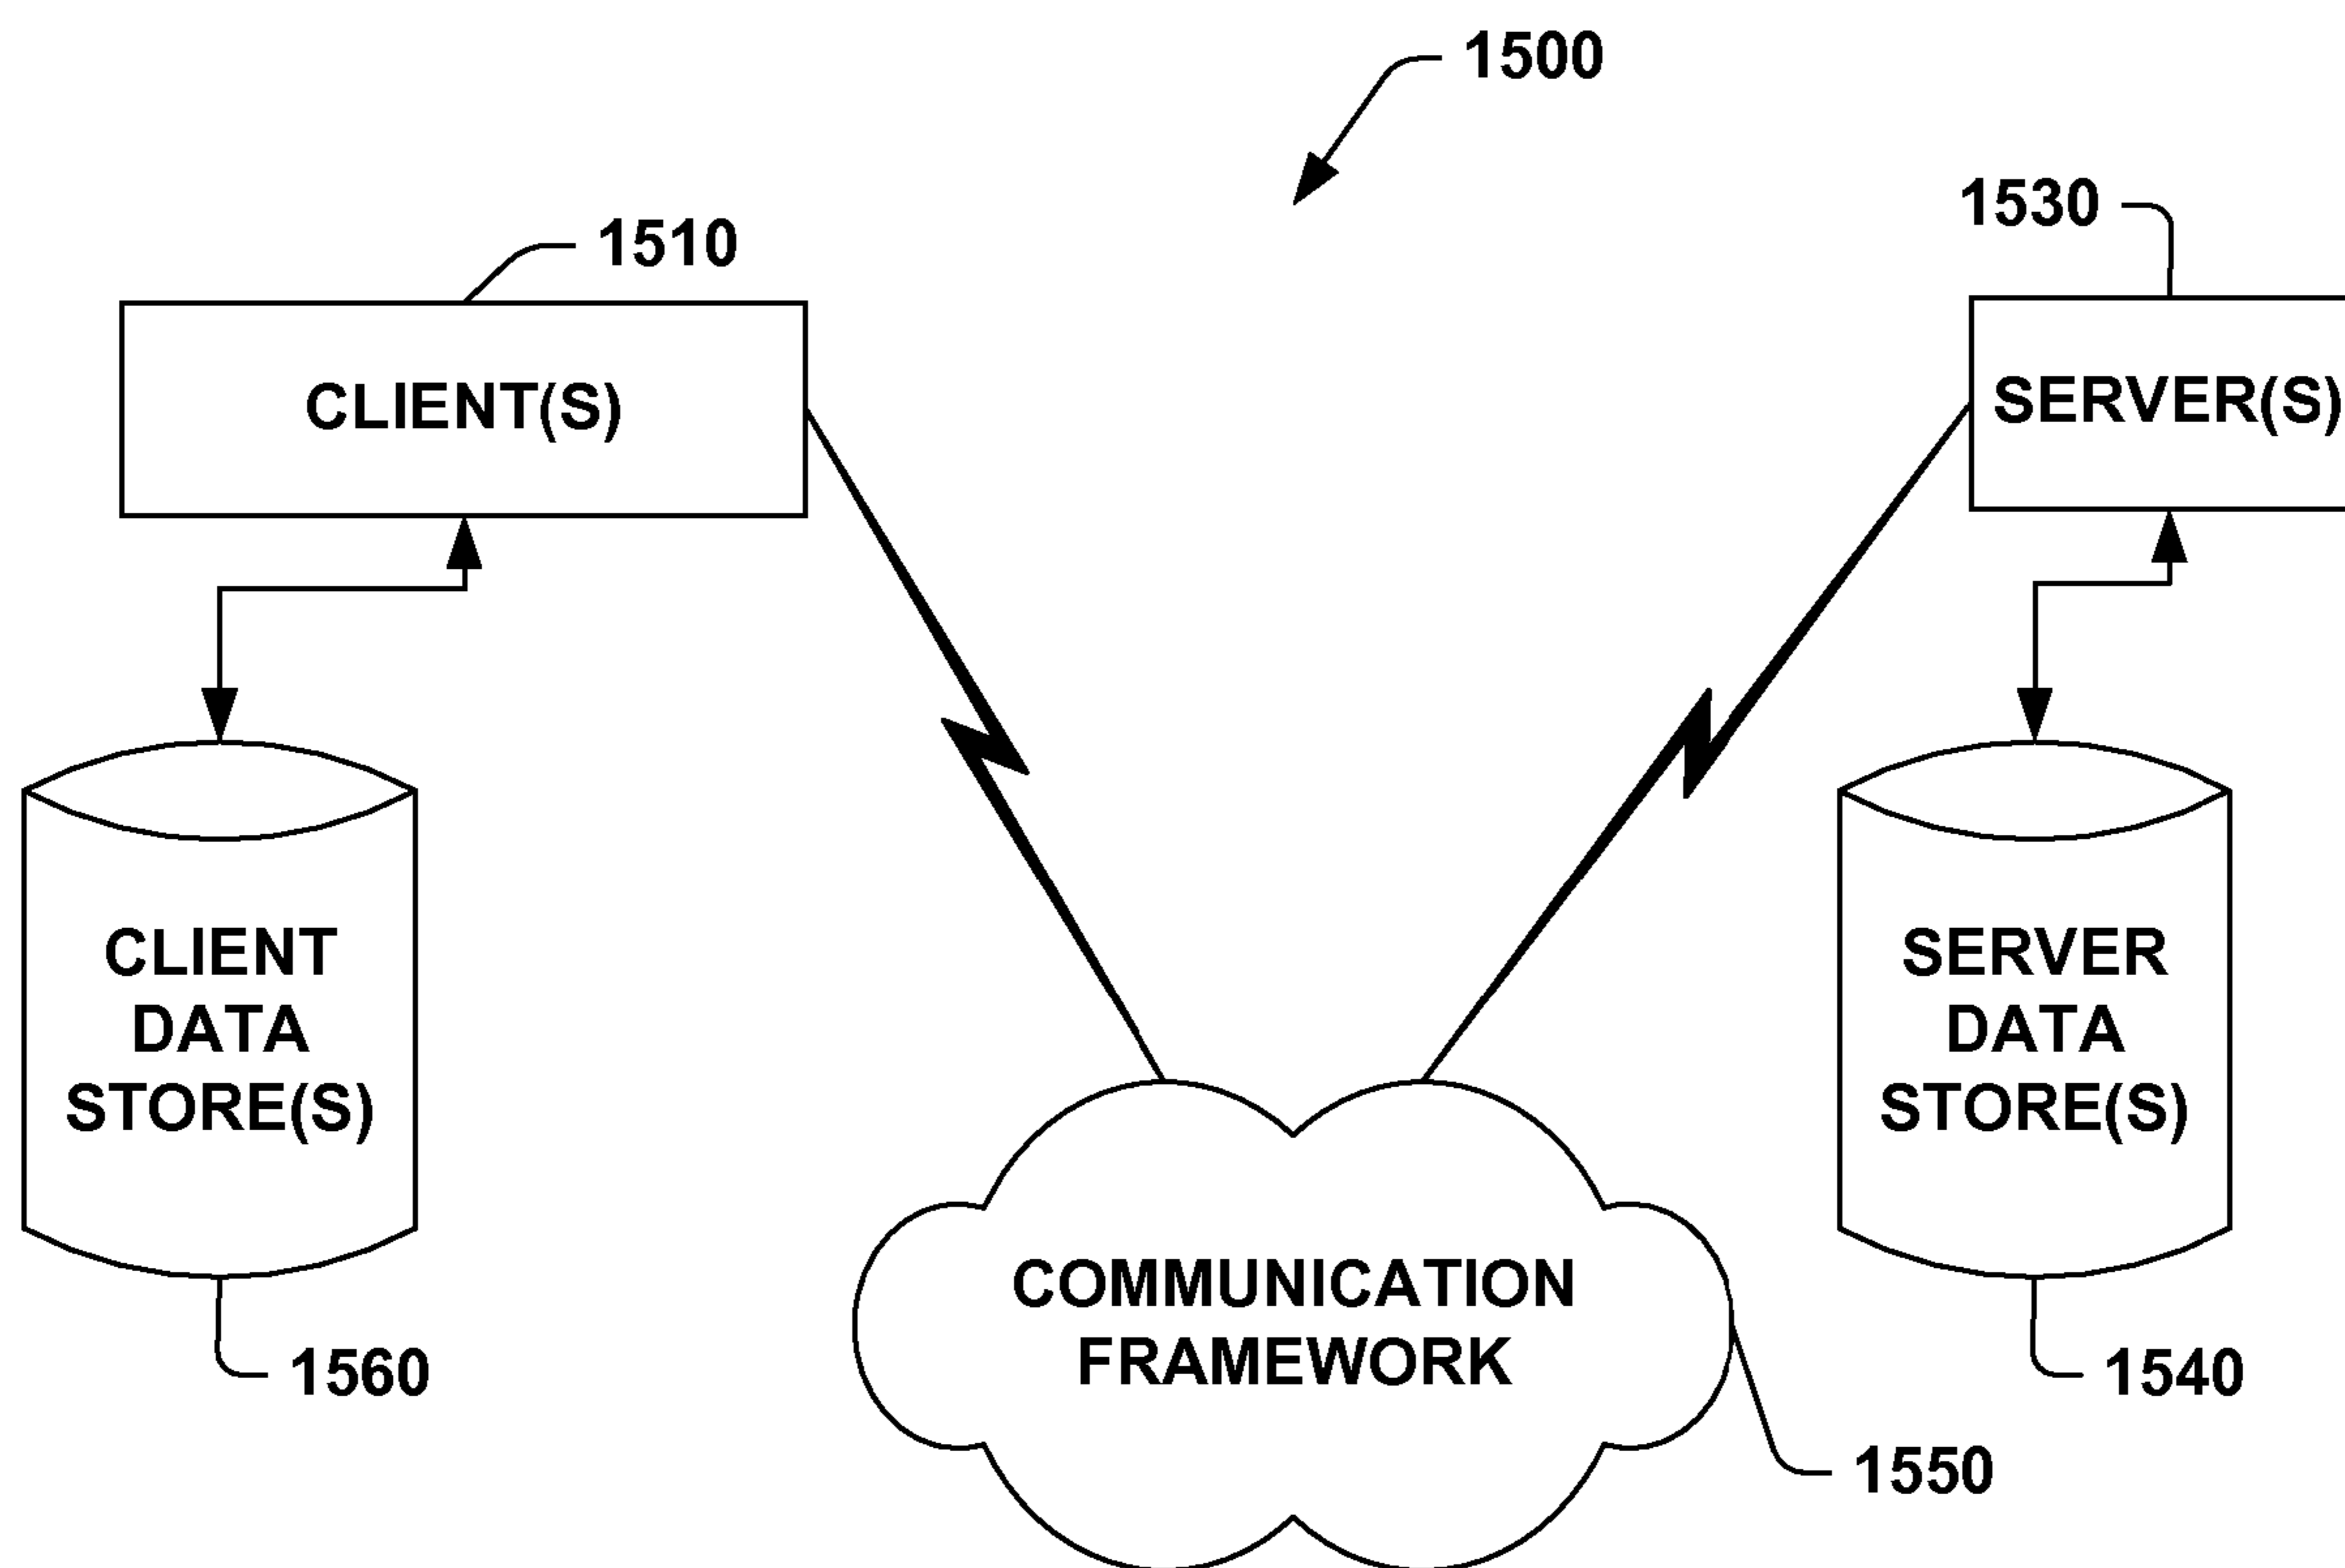 1500
1530
1510
CLIENT(S)
SERVER(S)
CLIENT
DATA
STORE(S)
SERVER
DATA
STORE(S)
COMMUNICATION
FRAMEWORK
1560
1540
1550